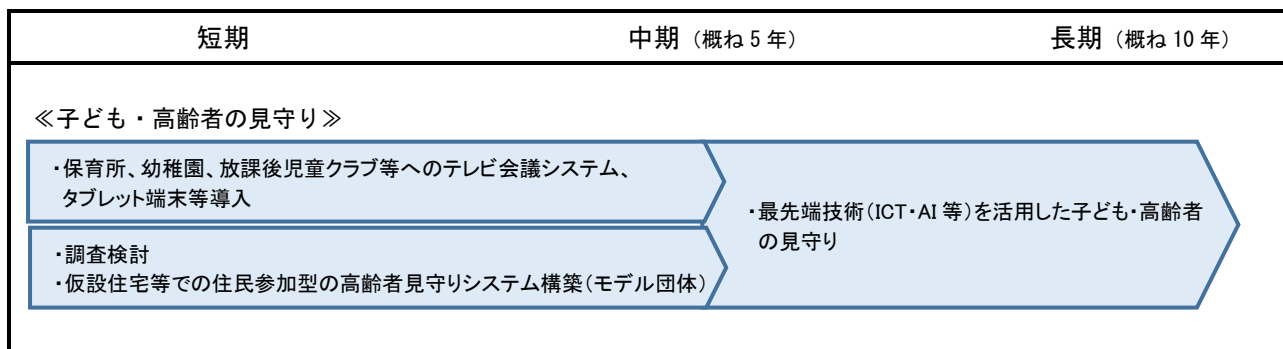 短期 中期（概ね5年） 長期（概ね10年）
≪子ども・高齢者の見守り≫
・保育所、幼稚園、放課後児童クラブ等へのテレビ会議システム、
タブレット端末等導入
・調査検討
・仮設住宅等での住民参加型の高齢者見守りシステム構築（モデル団体）
・最先端技術（ICT・AI等）を活用した子ども・高齢者
の見守り